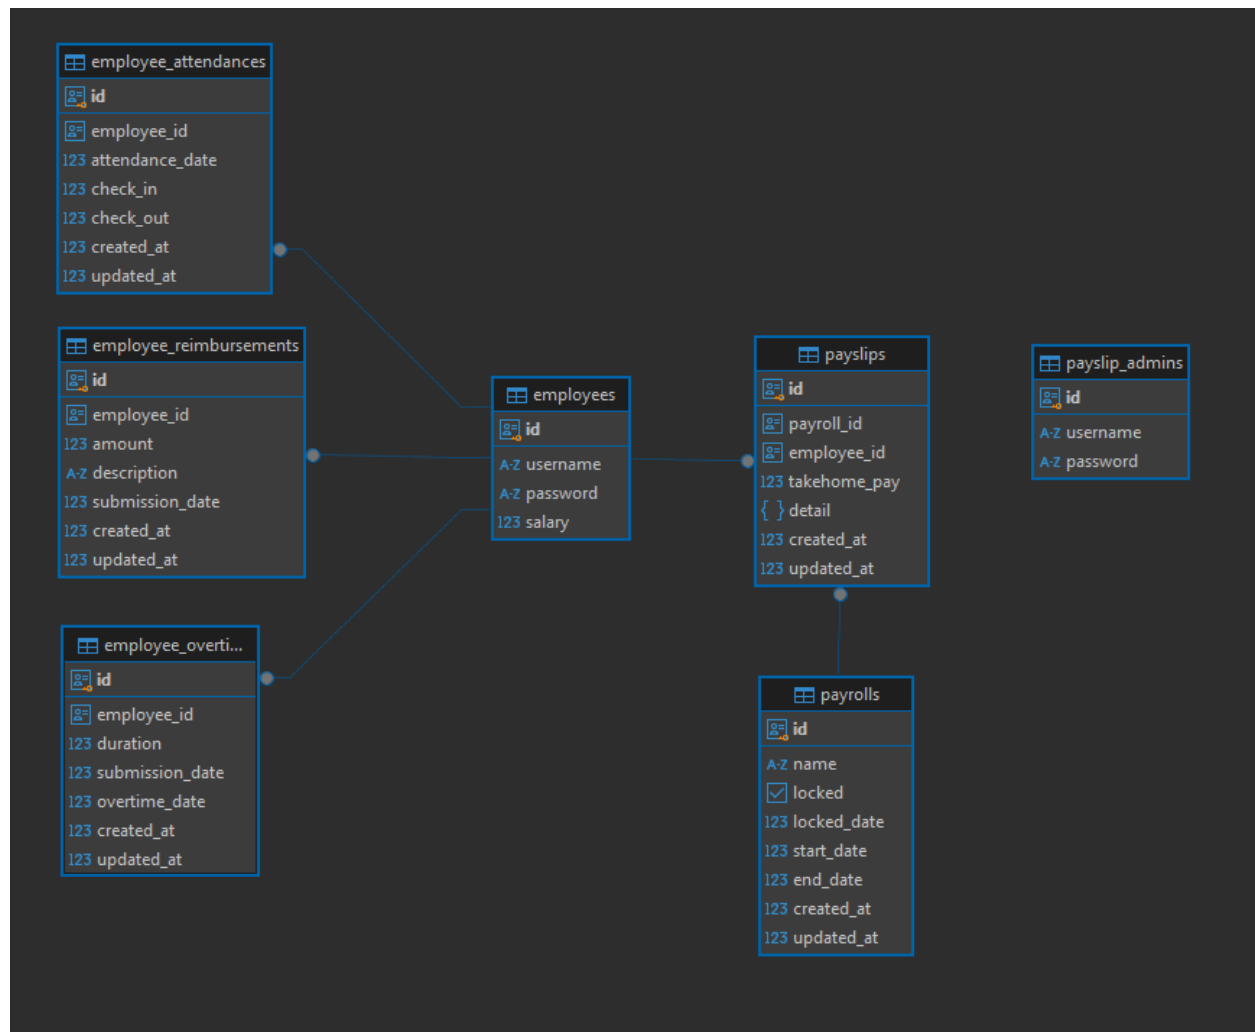 employee_attendances
id
employee_id
123 attendance_date
123 check_in
123 check_out
123 created_at
123 updated_at
employee_reimbursements
id
employee_id
123 amount
A-Z description
123 submission_date
123 created_at
123 updated_at
employee_overti...
id
employee_id
123 duration
123 submission_date
123 overtime_date
123 created_at
123 updated_at
employees
id
A-Z username
A-Z password
123 salary
payslips
id
payroll_id
employee_id
123 takehome_pay
{ } detail
123 created_at
123 updated_at
payrolls
id
A-Z name
locked
123 locked_date
123 start_date
123 end_date
123 created_at
123 updated_at
payslip_admins
id
A-Z username
A-Z password